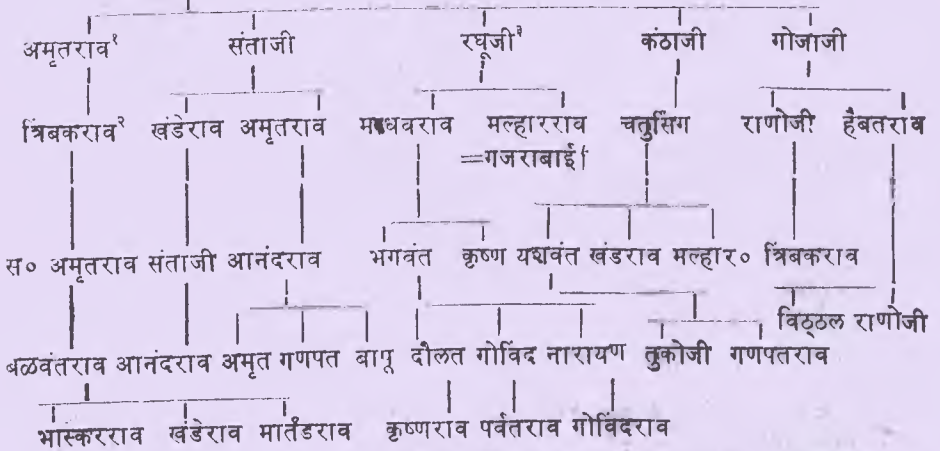 अमृतराव¹ संताजी रघूजी³ कंठाजी गोजाजी
त्रिंबकराव² खंडेराव अमृतराव माधवराव मल्हारराव चतुर्सिंग राणोजी हैबतराव
=गजराबाई†
स० अमृतराव संताजी आनंदराव भगवंत कृष्ण यशवंत खंडराव मल्हार० त्रिंबकराव
विठ्ठल राणोजी
बळवंतराव आनंदराव अमृत गणपत बापू दौलत गोविंद नारायण तुकोजी गणपतराव
भास्करराव खंडेराव मार्तंडराव कृष्णराव पर्वतराव गोविंदराव